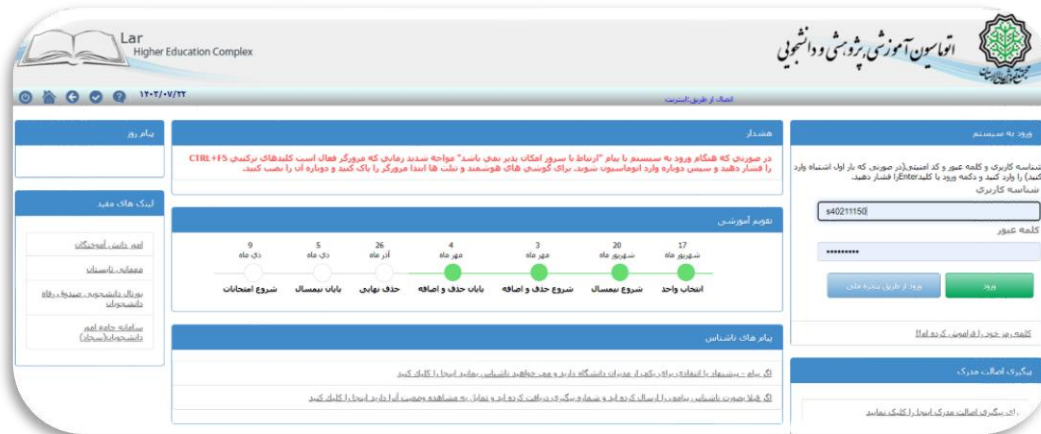 Lar
Higher Education Complex
اتوماسیون آموزشی، پژوهشی و دانشجویی
۱۴۰۳/۰۷/۲۲
اتصال از طریق:اینترنت
ورود به سیستم
شناسه کاربری و کلمه عبور و کد امنیتی(در صورتی که بار اول اشتباه وارد
کنید) را وارد کنید و دکمه ورود یا کلیدEnterرا فشار دهید.
شناسه کاربری
s40211150
کلمه عبور
•••••••••
ورود
ورود از طریق پنجره ملی
کلمه رمز خود را فراموش کرده ام!!
پیگیری اصالت مدرک
برای پیگیری اصالت مدرک اینجا را کلیک نمایید
هشدار
در صورتی که هنگام ورود به سیستم با پیام "ارتباط با سرور امکان پذیر نمی باشد" مواجه شدید زمانی که مرورگر فعال است کلیدهای ترکیبی CTRL+F5
را فشار دهید و سپس دوباره وارد اتوماسیون شوید. برای گوشی های هوشمند و تبلت ها ابتدا مرورگر را پاک کنید و دوباره آن را نصب کنید.
تقویم آموزشی
17 شهریور ماه انتخاب واحد
20 شهریور ماه شروع نیمسال
3 مهر ماه شروع حذف و اضافه
4 مهر ماه پایان حذف و اضافه
26 آذر ماه حذف نهایی
5 دی ماه پایان نیمسال
9 دی ماه شروع امتحانات
پیام های ناشناس
اگر پیام - پیشنهاد یا انتقادی برای یکی از مدیران دانشگاه دارید و می خواهید ناشناس بمانید اینجا را کلیک کنید
اگر قبلا بصورت ناشناس پیامی را ارسال کرده اید و شماره پیگیری دریافت کرده اید و تمایل به مشاهده وضعیت آنرا دارید اینجا را کلیک کنید
پیام روز
لینک های مفید
امور دانش آموختگان
مهمانی تابستان
پورتال دانشجویی صندوق رفاه
دانشجویان
سامانه جامع امور
دانشجویان(سجاد)